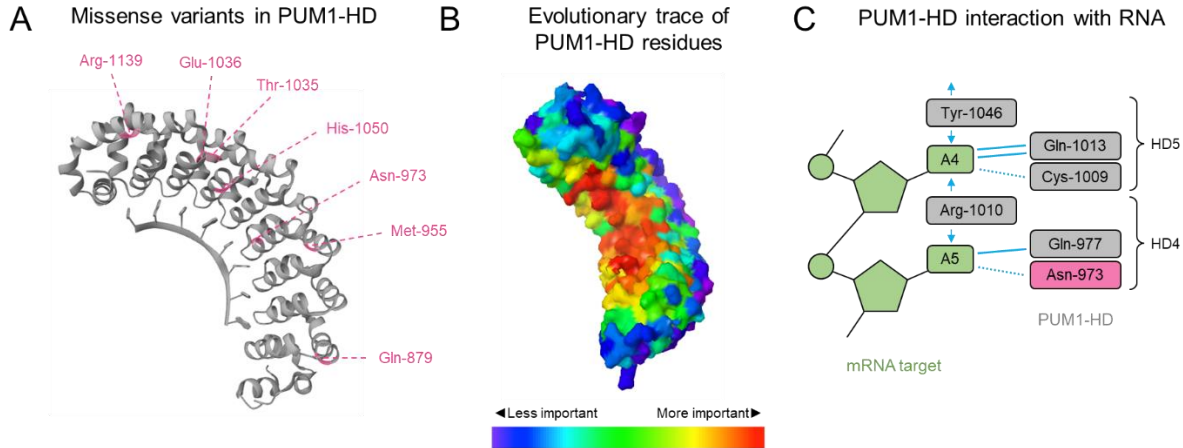 A
Missense variants in PUM1-HD
Arg-1139
Glu-1036
Thr-1035
His-1050
Asn-973
Met-955
Gln-879
B
Evolutionary trace of
PUM1-HD residues
◄Less important
More important►
C
PUM1-HD interaction with RNA
Tyr-1046
A4
Gln-1013
Cys-1009
HD5
Arg-1010
A5
Gln-977
Asn-973
HD4
PUM1-HD
mRNA target